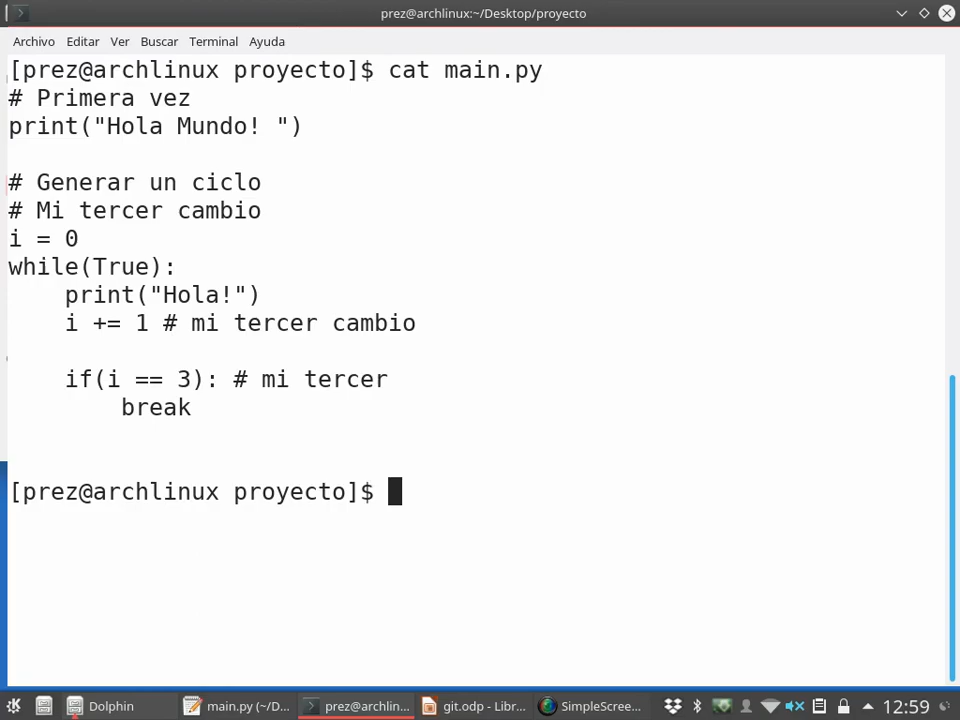 prez@archlinux:~/Desktop/proyecto
Archivo Editar Ver Buscar Terminal Ayuda
[prez@archlinux proyecto]$ cat main.py
# Primera vez
print("Hola Mundo! ")
# Generar un ciclo
# Mi tercer cambio
i = 0
while(True):
    print("Hola!")
    i += 1 # mi tercer cambio
    if(i == 3): # mi tercer
        break
[prez@archlinux proyecto]$
Dolphin main.py (~/D... prez@archlin... git.odp - Libr... SimpleScree... 12:59